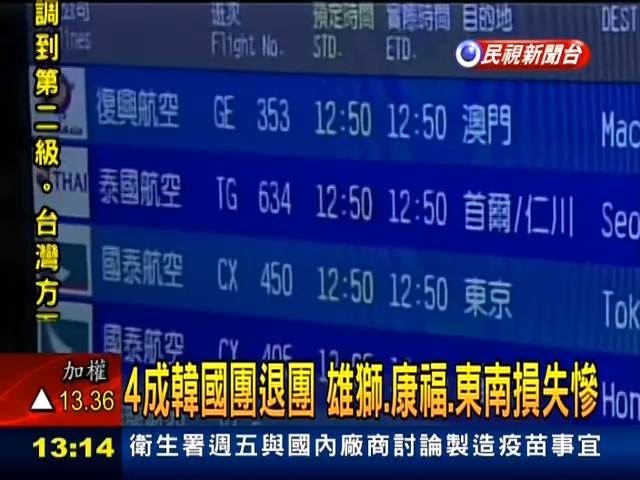 公司 班次 預定時間 實際時間 目的地 DEST
lines Flight No. STD. ETD.
民視新聞台
復興航空 GE 353 12:50 12:50 澳門 Mac
THAI 泰國航空 TG 634 12:50 12:50 首爾/仁川 Seo
國泰航空 CX 450 12:50 12:50 東京 Tok
國泰航空 CX
調到第二級。台灣方
加權
▲13.36
4成韓國團退團 雄獅.康福.東南損失慘
13:14 衛生署週五與國內廠商討論製造疫苗事宜